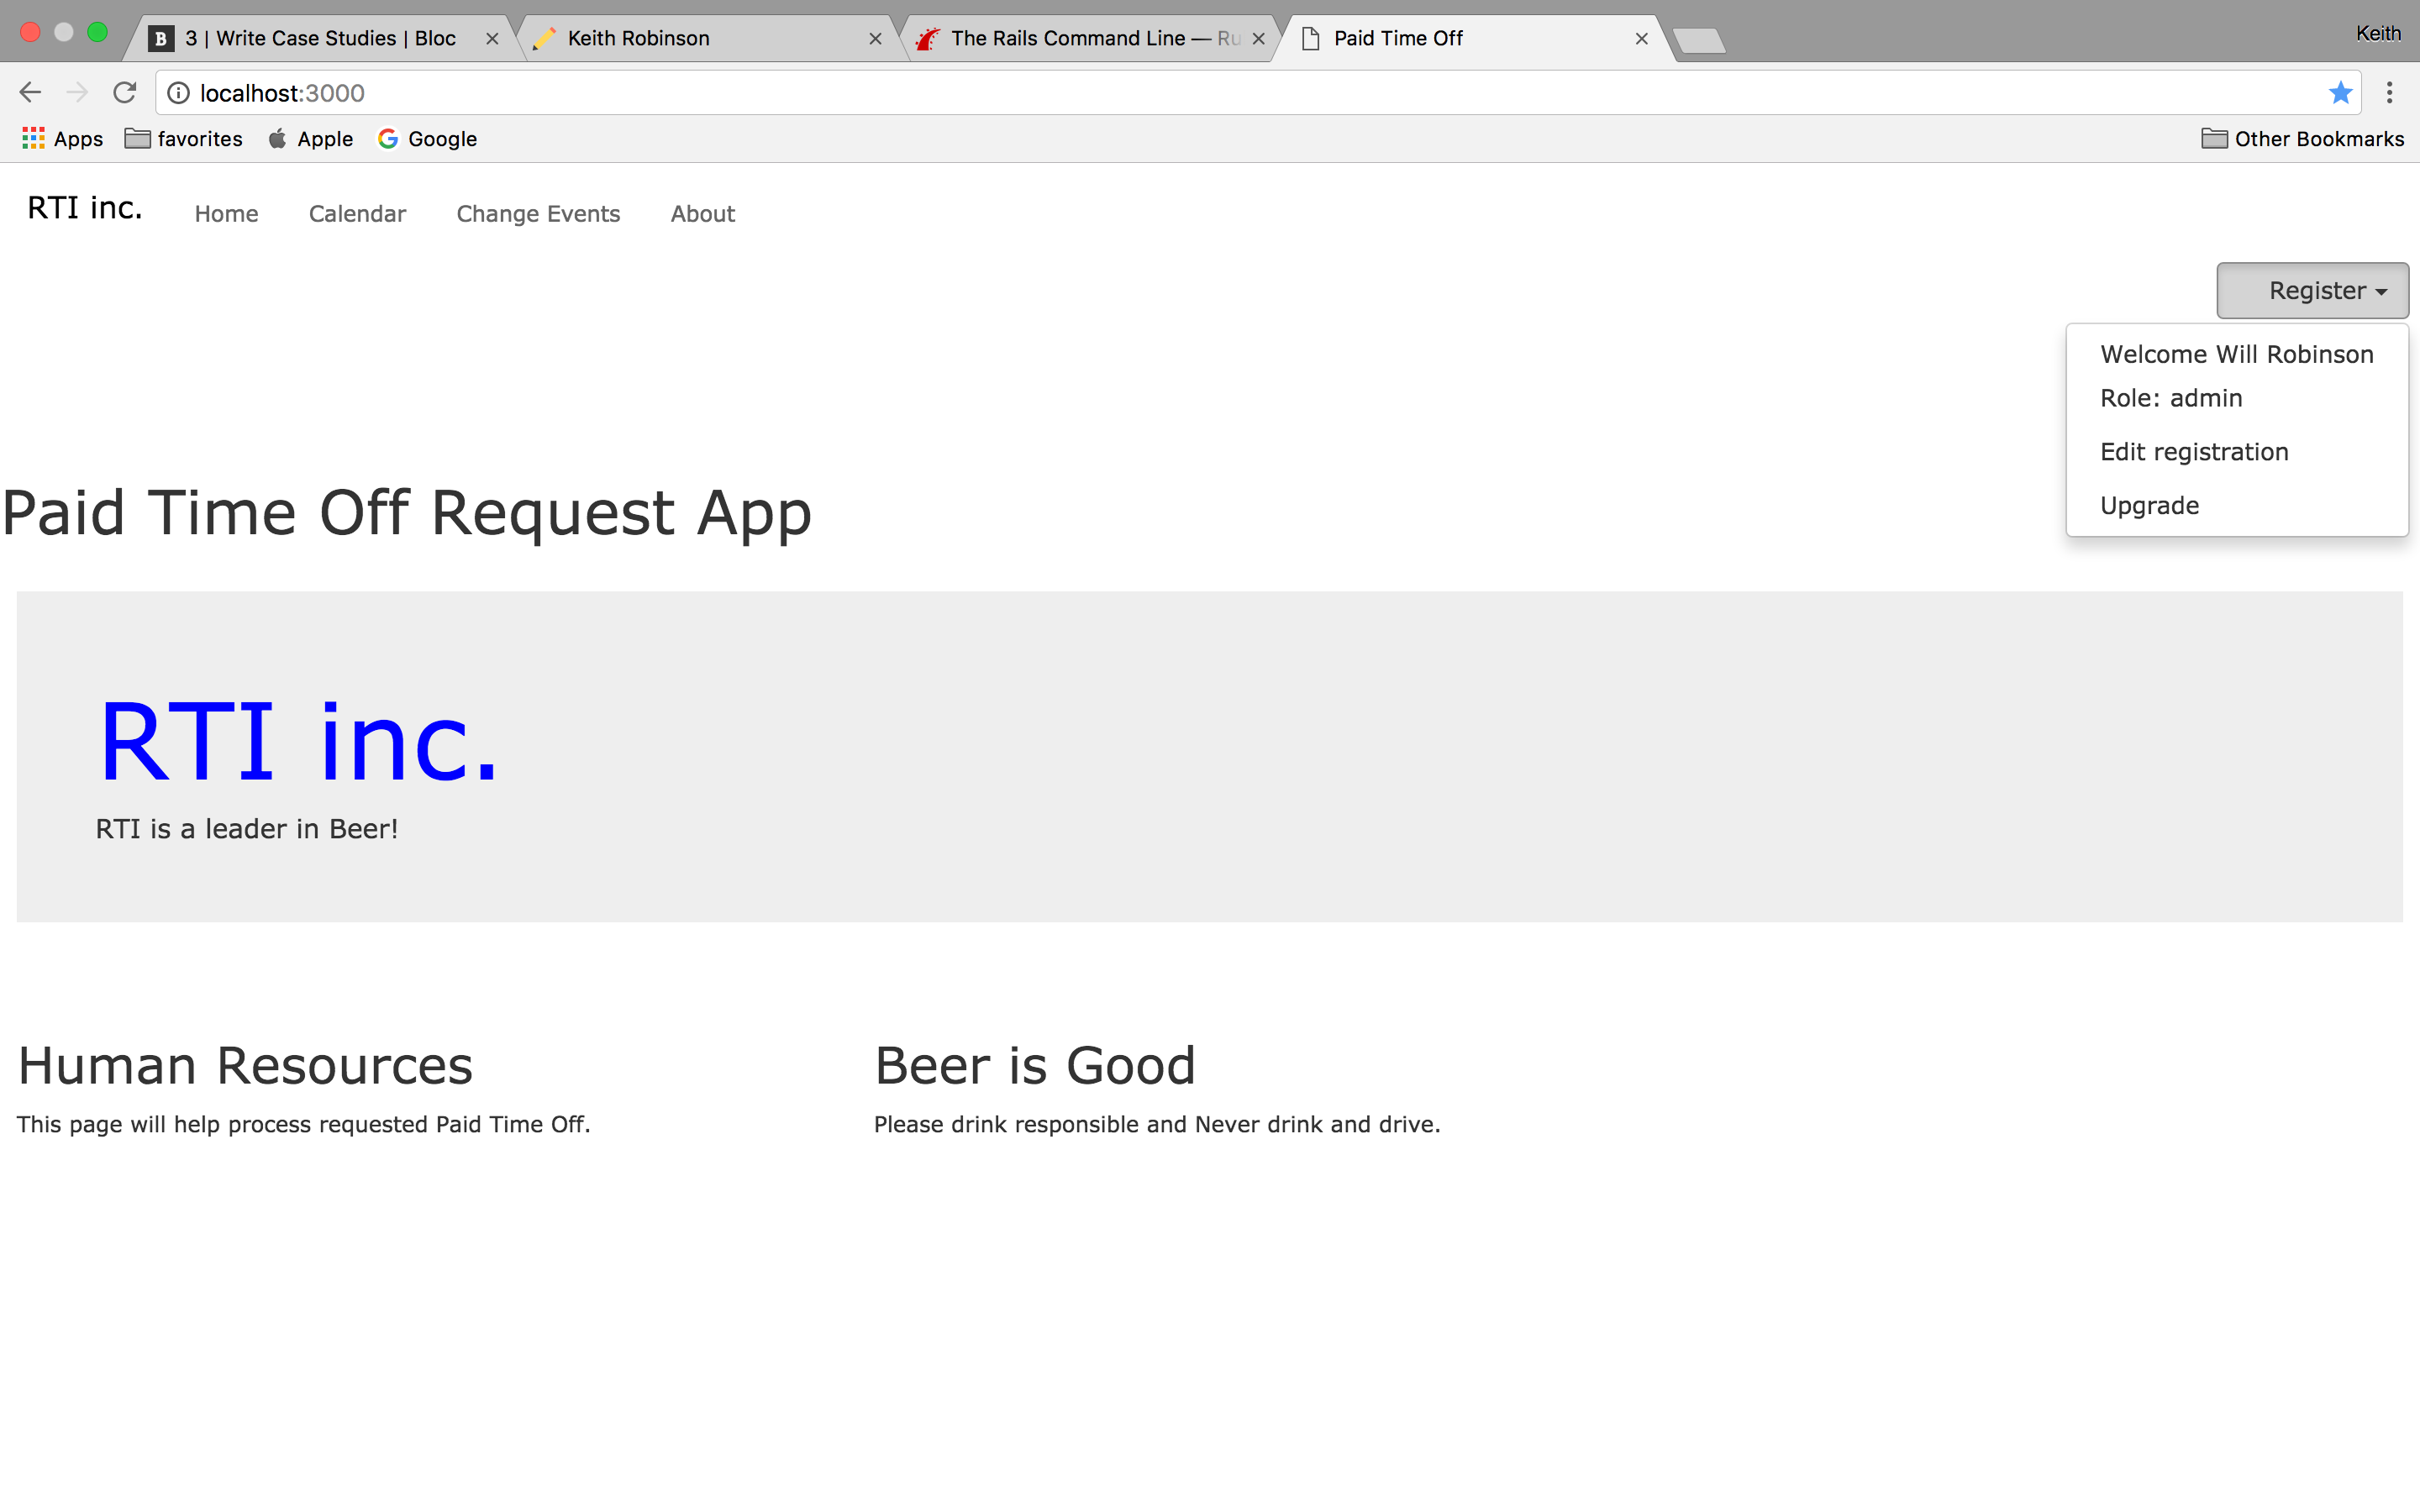 3 | Write Case Studies | Bloc
Keith Robinson
The Rails Command Line — Ru
Paid Time Off
Keith
localhost:3000
Apps
favorites
Apple
Google
Other Bookmarks
RTI inc.
Home
Calendar
Change Events
About
Register
Welcome Will Robinson
Role: admin
Edit registration
Upgrade
Paid Time Off Request App
RTI inc.
RTI is a leader in Beer!
Human Resources
This page will help process requested Paid Time Off.
Beer is Good
Please drink responsible and Never drink and drive.